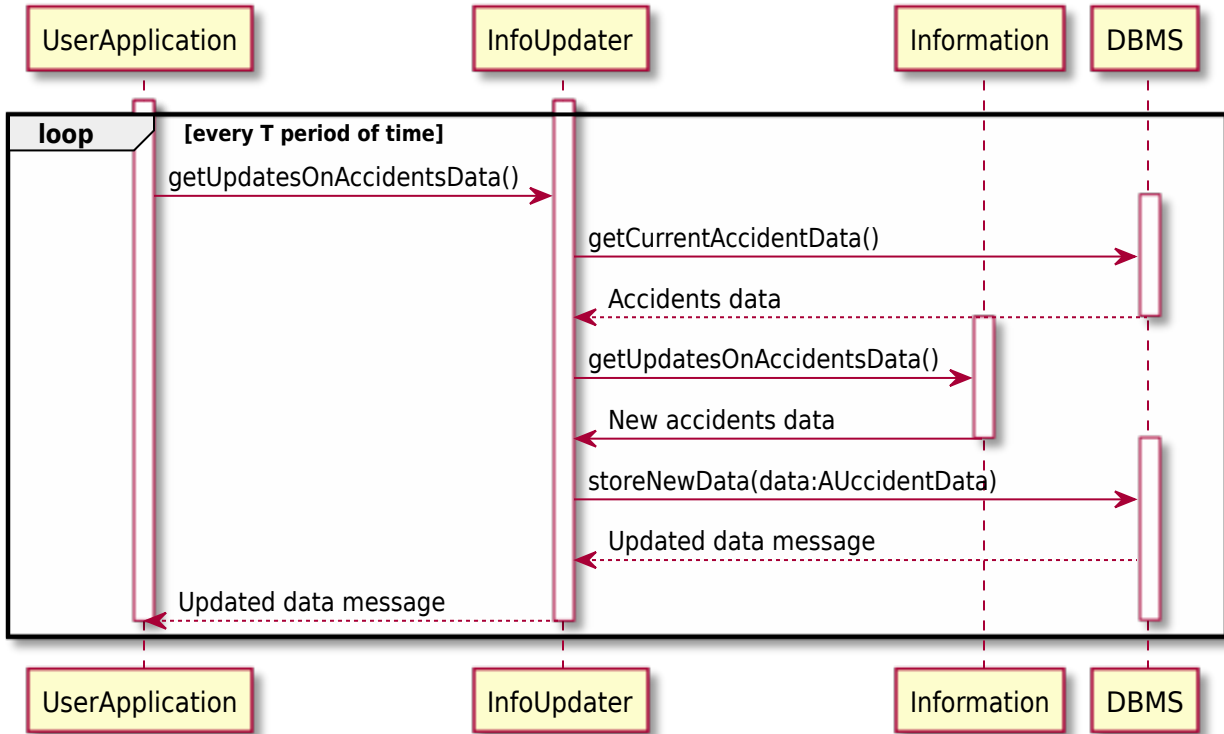 UserApplication
InfoUpdater
Information
DBMS
loop
[every T period of time]
getUpdatesOnAccidentsData()
getCurrentAccidentData()
Accidents data
getUpdatesOnAccidentsData()
New accidents data
storeNewData(data:AUccidentData)
Updated data message
Updated data message
UserApplication
InfoUpdater
Information
DBMS